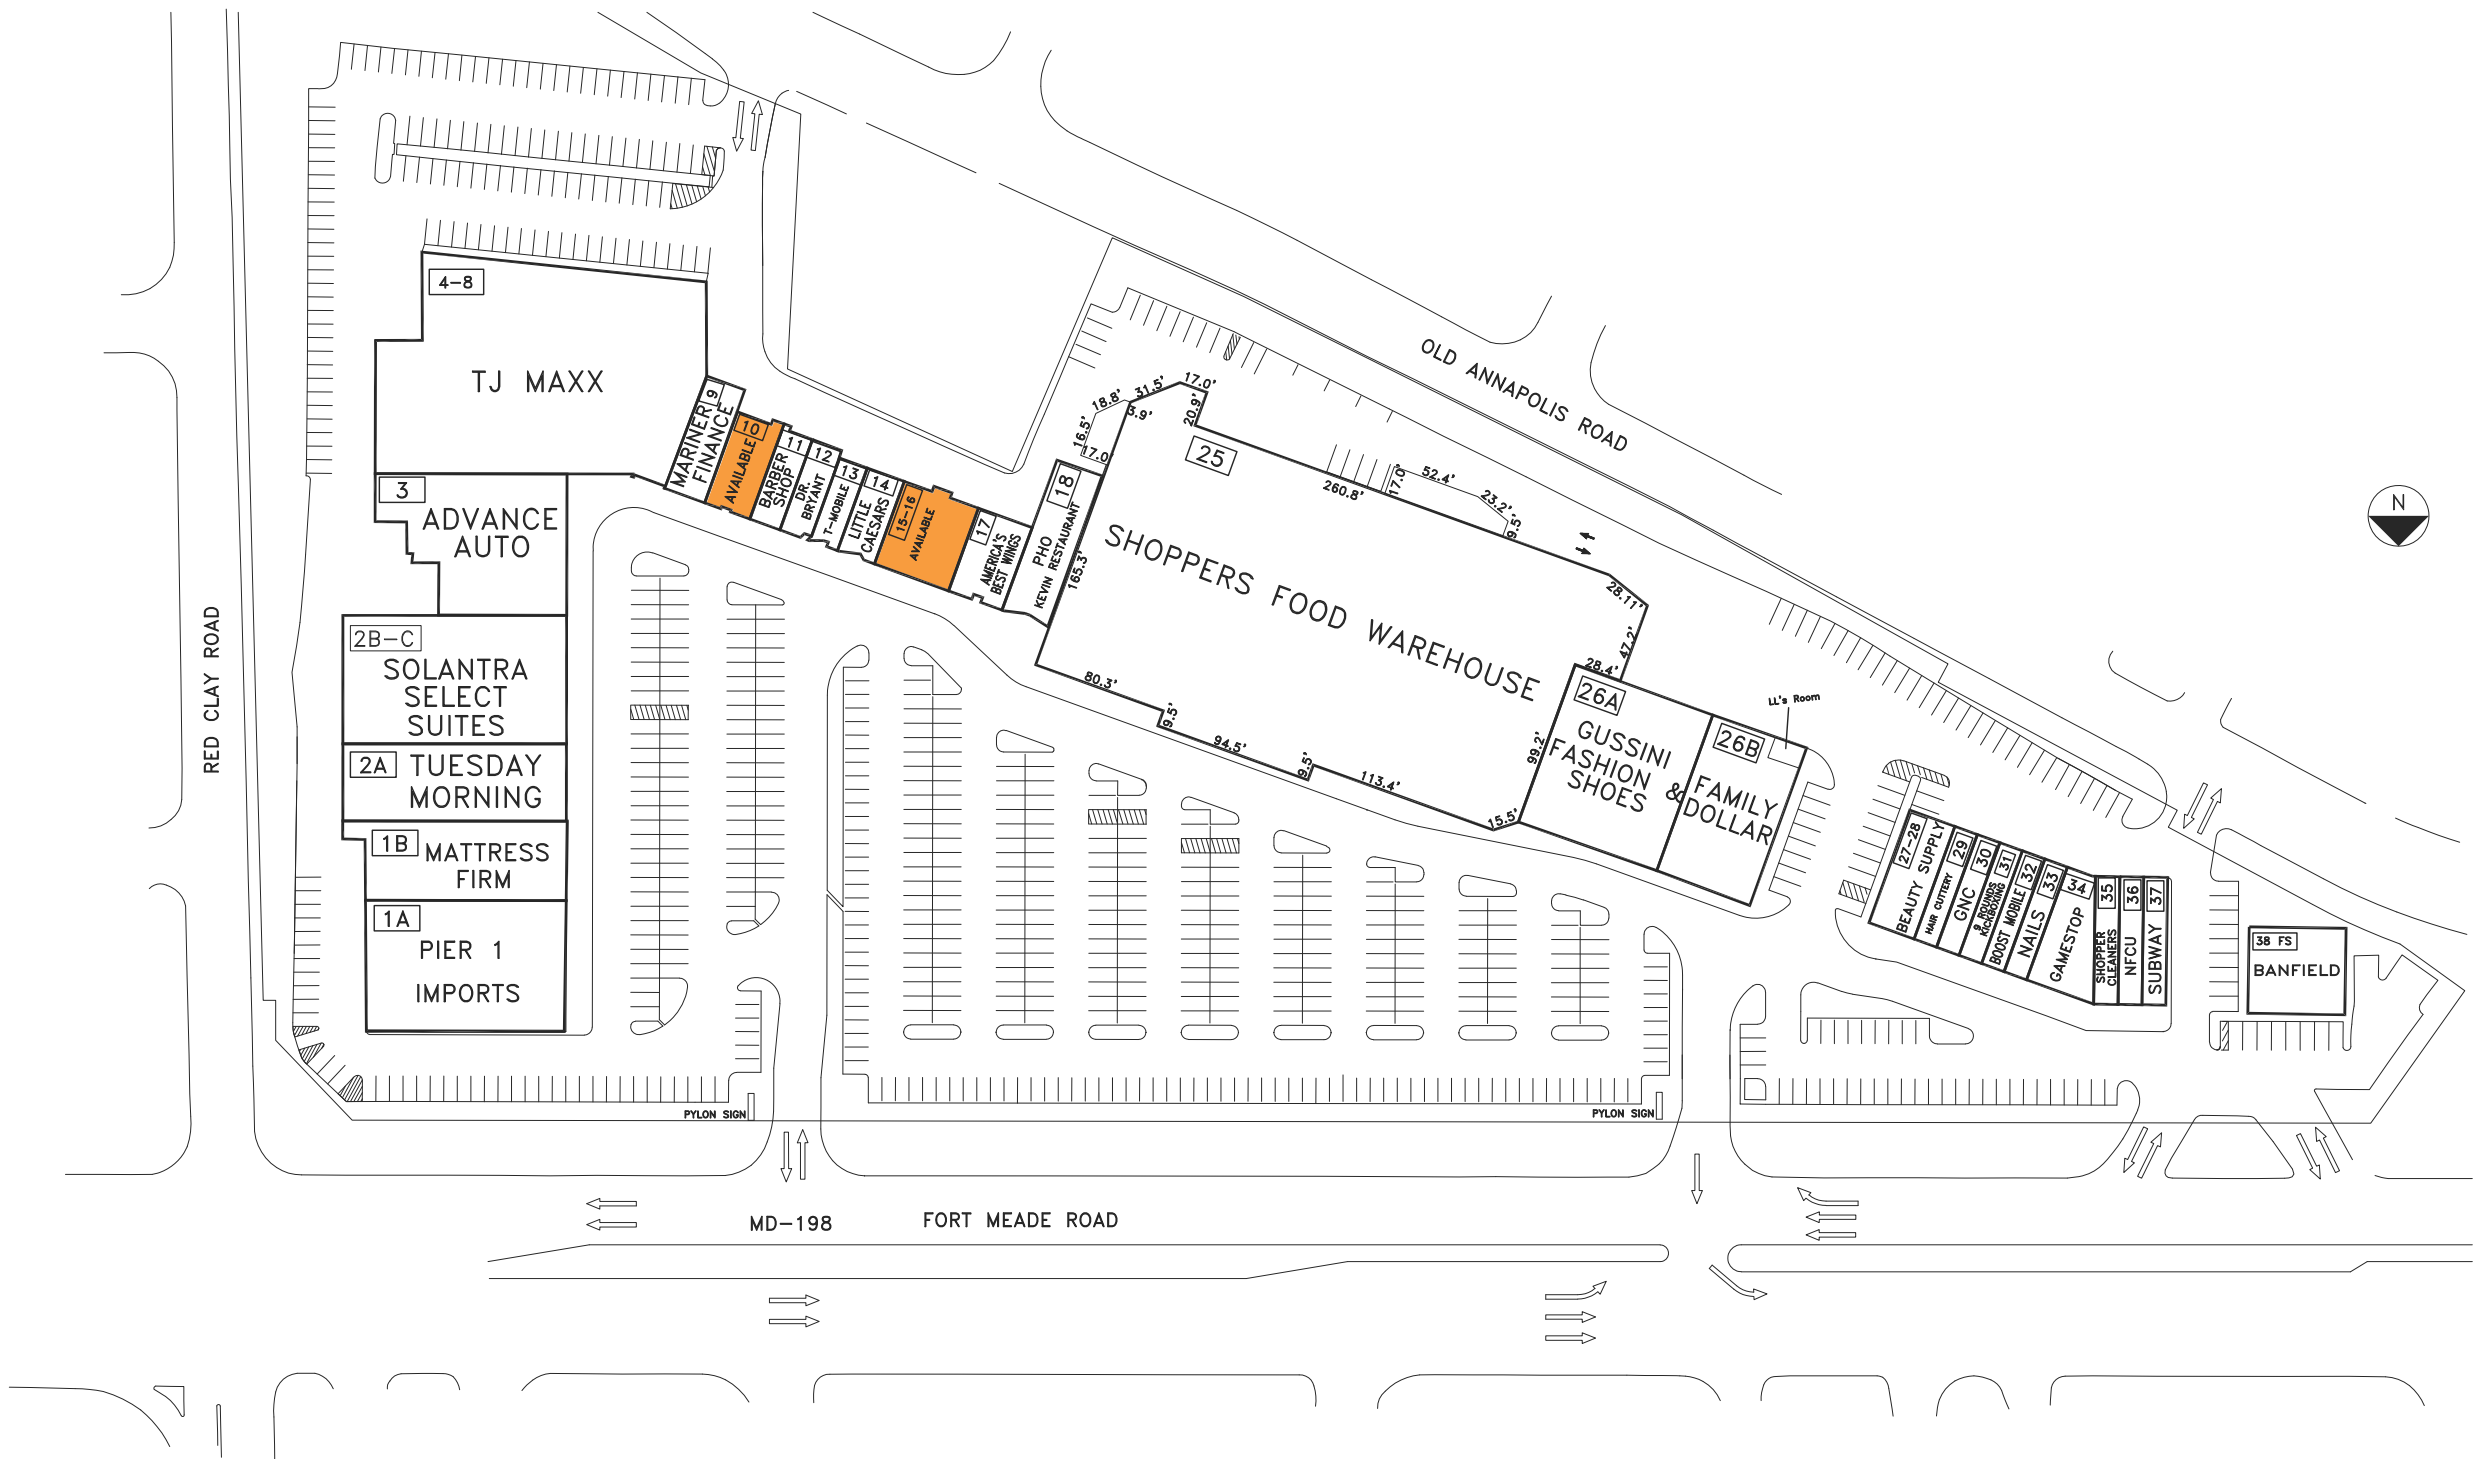 4-8
TJ MAXX
3
ADVANCE
AUTO
2B-C
SOLANTRA
SELECT
SUITES
2A
TUESDAY
MORNING
1B
MATTRESS
FIRM
1A
PIER 1
IMPORTS
RED CLAY ROAD
9
MARINER
FINANCE
10
AVAILABLE
11
BARBER
SHOP
12
DR.
BRYANT
13
T-MOBILE
14
LITTLE
CAESARS
15-16
AVAILABLE
17
AMERICA'S
BEST WINGS
18
PHO
KEVIN RESTAURANT
25
SHOPPERS FOOD WAREHOUSE
16.5'
18.8'
3.9'
31.5'
17.0'
20.9'
17.0'
165.3'
260.8'
17.0'
52.4'
23.2'
9.5'
28.11'
47.2'
28.4'
80.3'
9.5'
94.5'
9.5'
113.4'
15.5'
99.2'
OLD ANNAPOLIS ROAD
N
26A
GUSSINI
FASHION &
SHOES
26B
FAMILY
DOLLAR
LL's Room
27-28
BEAUTY SUPPLY
29
HAIR CUTTERY
30
GNC
31
9 ROUNDS
KICKBOXING
32
BOOST MOBILE
33
NAILS
34
GAMESTOP
35
SHOPPER
CLEANERS
36
NFCU
37
SUBWAY
38 FS
BANFIELD
PYLON SIGN
PYLON SIGN
MD-198
FORT MEADE ROAD